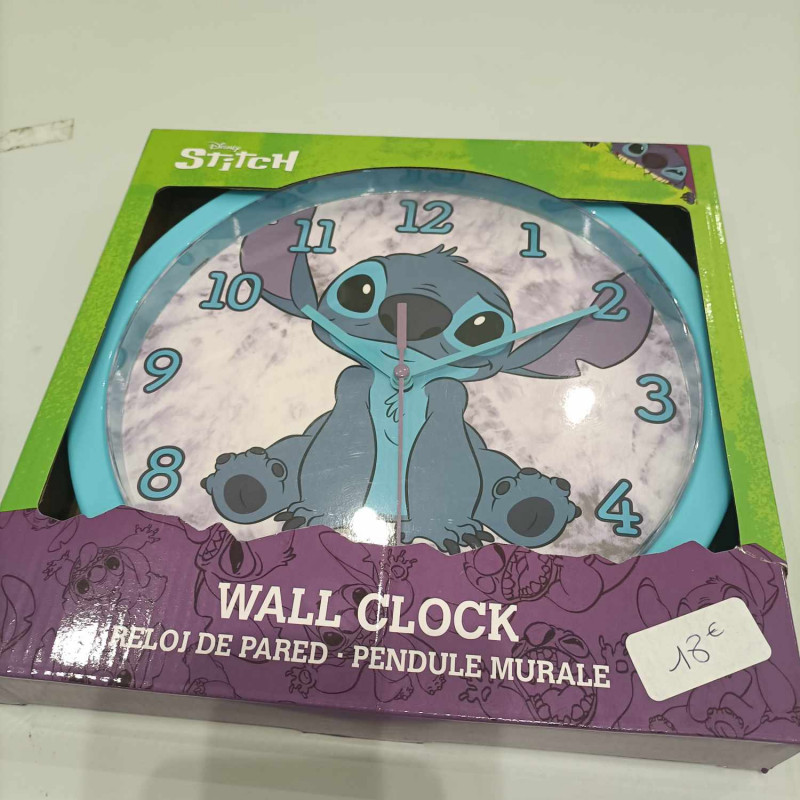 Disney
STITCH
12
11
1
10
2
9
3
8
4
WALL CLOCK
RELOJ DE PARED · PENDULE MURALE
18€